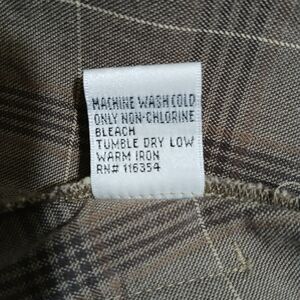 MACHINE WASH COLD
ONLY NON-CHLORINE
BLEACH
TUMBLE DRY LOW
WARM IRON
RN# 116354